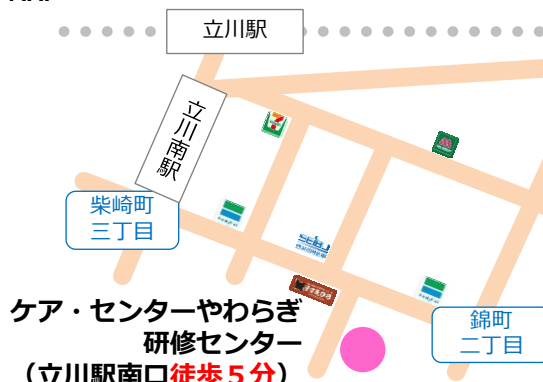 立川駅
立川南駅
柴崎町
三丁目
ケア・センターやわらぎ
研修センター
（立川駅南口徒歩５分）
錦町
二丁目